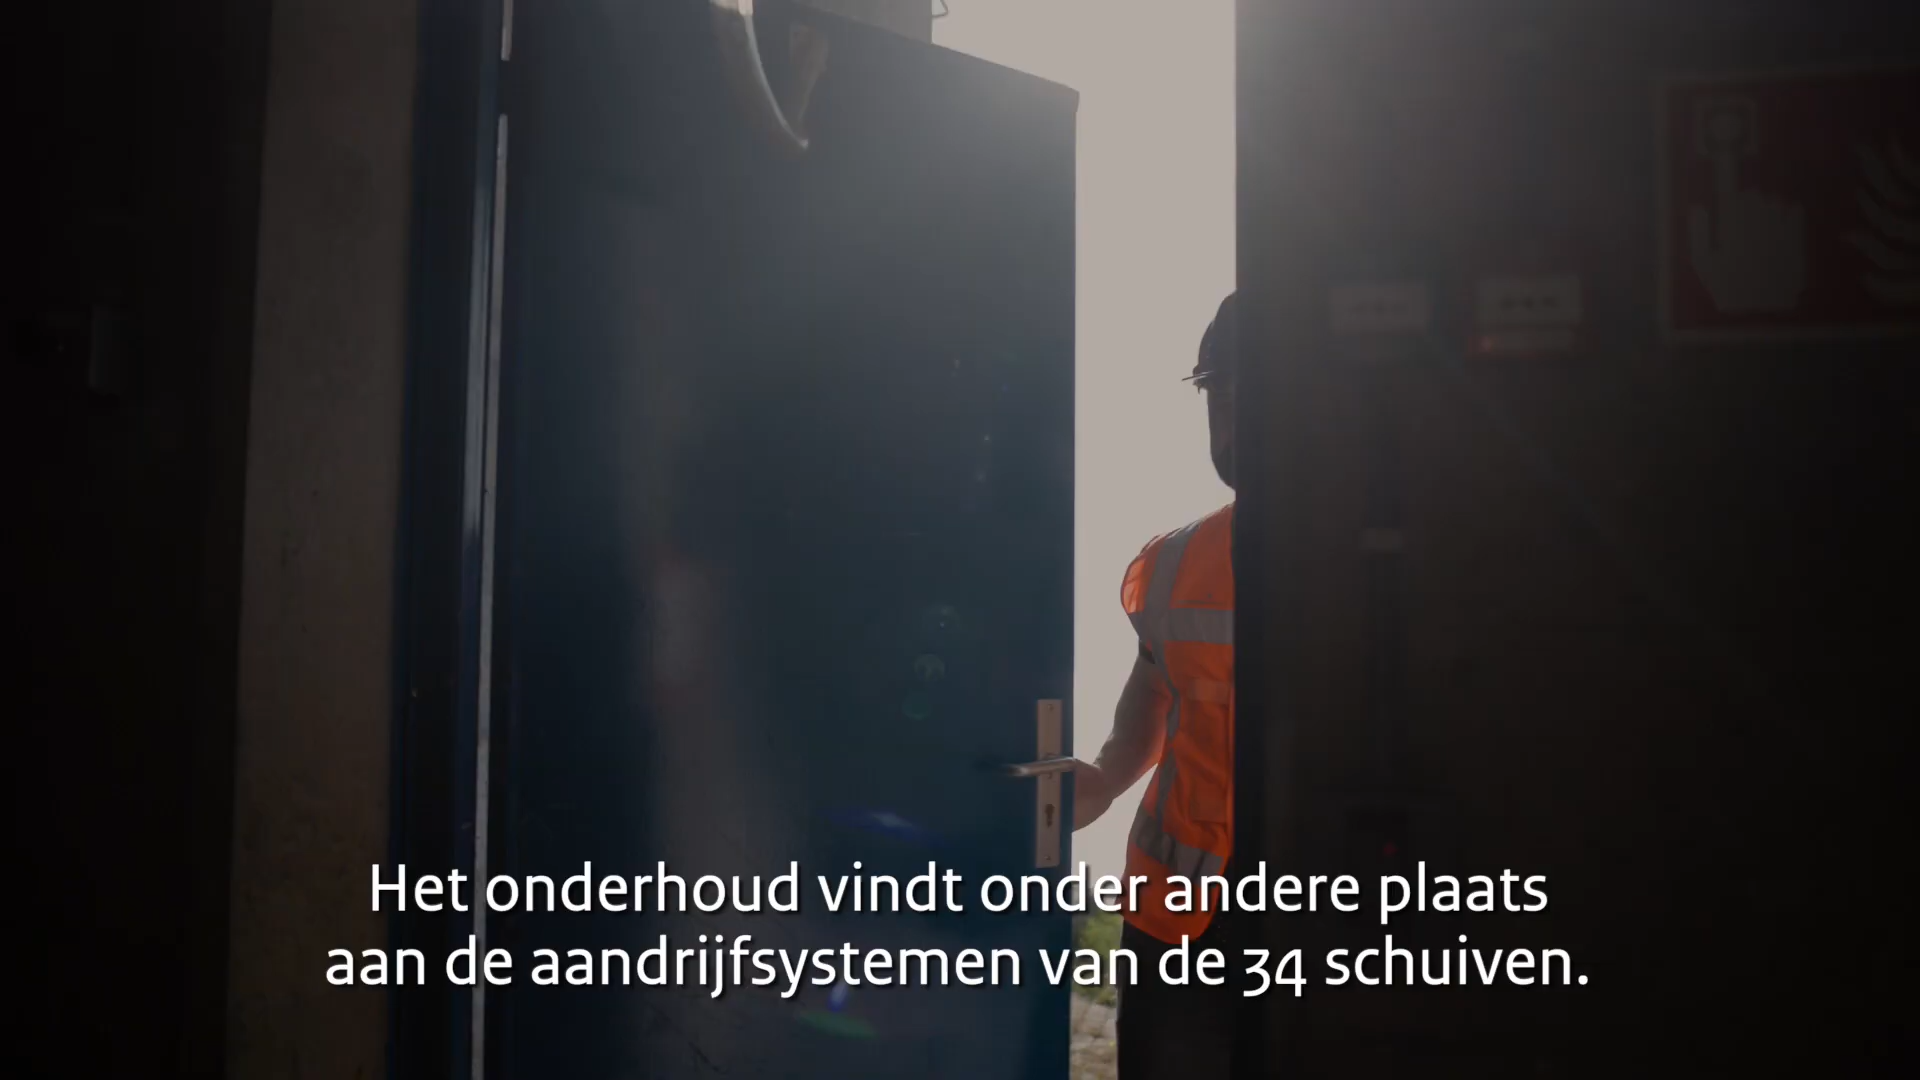 Het onderhoud vindt onder andere plaats
aan de aandrijfsystemen van de 34 schuiven.